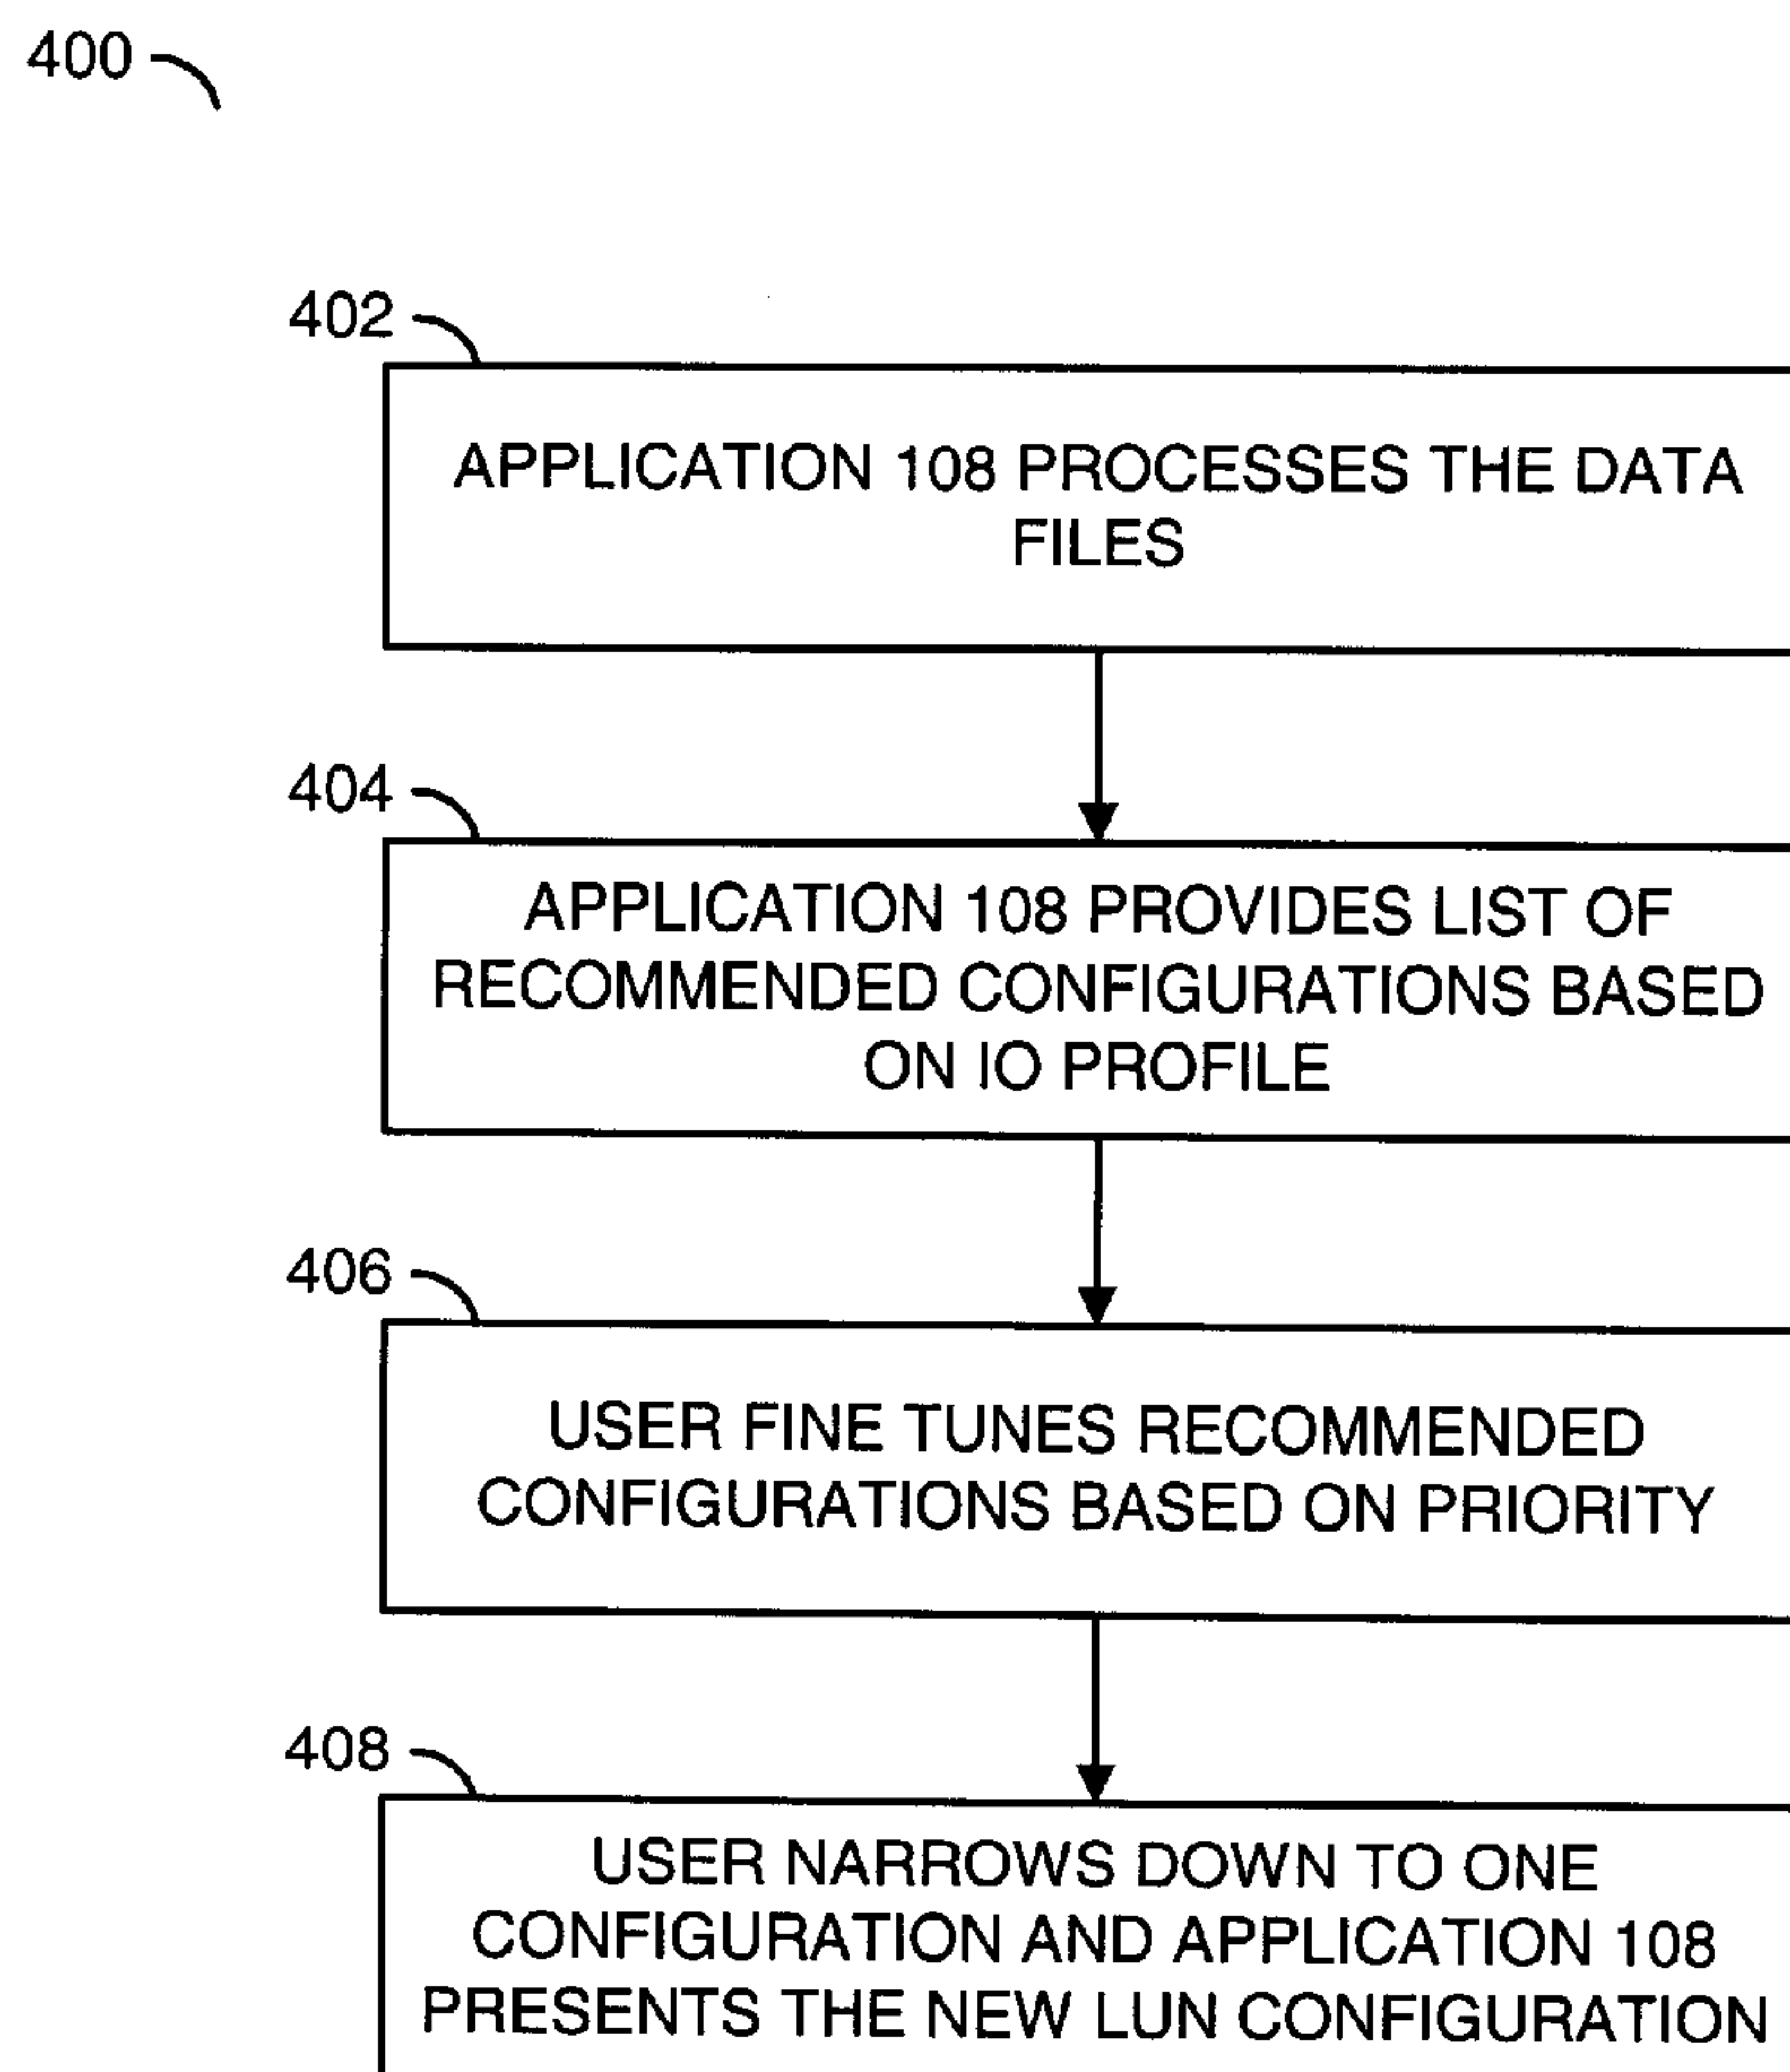 400
402
APPLICATION 108 PROCESSES THE DATA
FILES
404
APPLICATION 108 PROVIDES LIST OF
RECOMMENDED CONFIGURATIONS BASED
ON IO PROFILE
406
USER FINE TUNES RECOMMENDED
CONFIGURATIONS BASED ON PRIORITY
408
USER NARROWS DOWN TO ONE
CONFIGURATION AND APPLICATION 108
PRESENTS THE NEW LUN CONFIGURATION